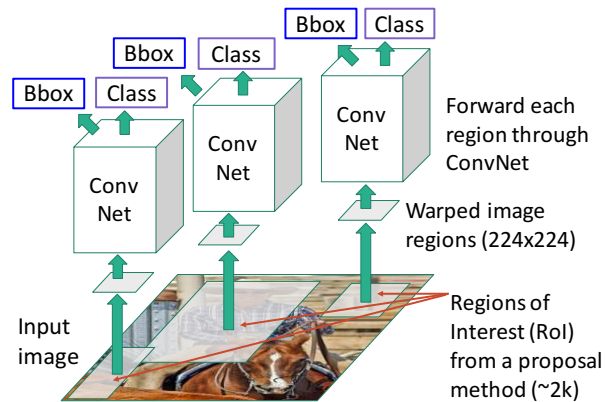 Bbox
Class
Bbox
Class
Bbox
Class
Conv
Net
Conv
Net
Conv
Net
Forward each
region through
ConvNet
Warped image
regions (224x224)
Input
image
Regions of
Interest (RoI)
from a proposal
method (~2k)